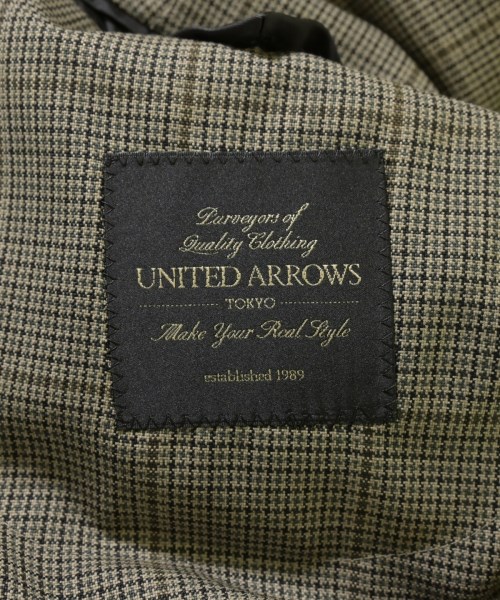 Purveyors of
Quality Clothing
UNITED ARROWS
TOKYO
Make Your Real Style
established 1989